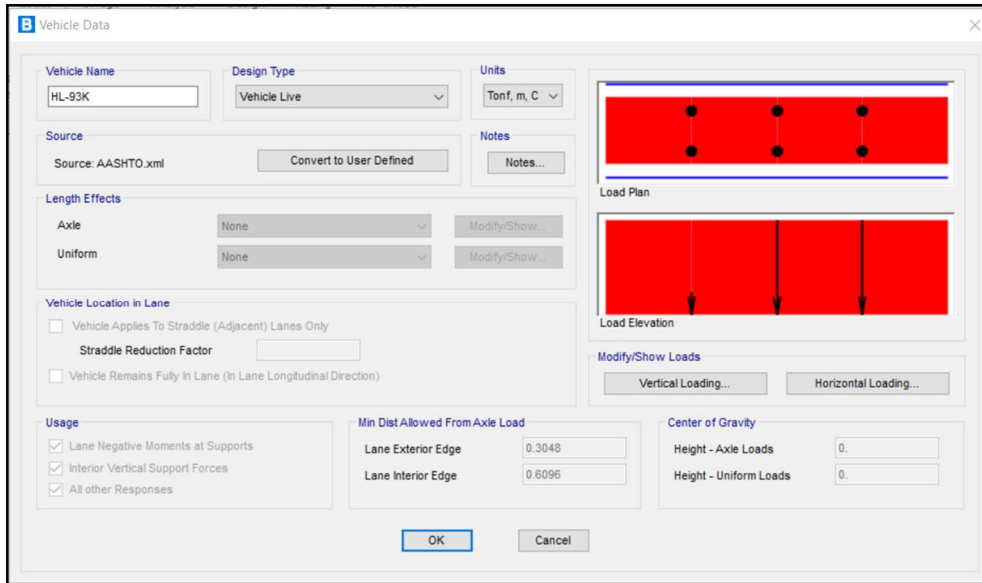 B Vehicle Data
Vehicle Name
HL-93K
Design Type
Vehicle Live
Units
Tonf, m, C
Source
Source: AASHTO.xml
Convert to User Defined
Notes
Notes...
Load Plan
Length Effects
Axle
None
Modify/Show...
Uniform
None
Modify/Show...
Load Elevation
Vehicle Location in Lane
Vehicle Applies To Straddle (Adjacent) Lanes Only
Straddle Reduction Factor
Vehicle Remains Fully In Lane (In Lane Longitudinal Direction)
Modify/Show Loads
Vertical Loading...
Horizontal Loading...
Usage
Lane Negative Moments at Supports
Interior Vertical Support Forces
All other Responses
Min Dist Allowed From Axle Load
Lane Exterior Edge
0.3048
Lane Interior Edge
0.6096
Center of Gravity
Height - Axle Loads
0.
Height - Uniform Loads
0.
OK
Cancel